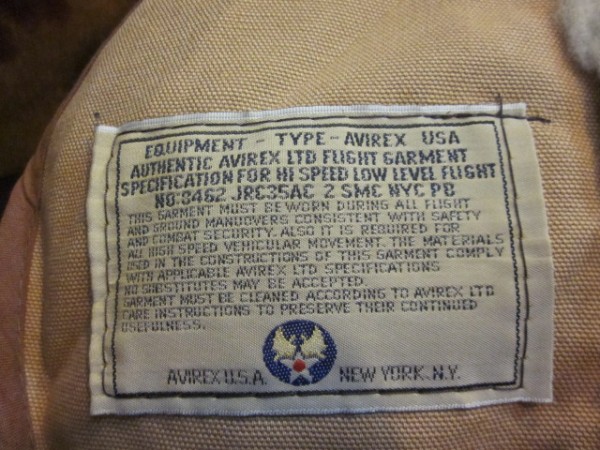 EQUIPMENT - TYPE - AVIREX USA
AUTHENTIC AVIREX LTD FLIGHT GARMENT
SPECIFICATION FOR HI SPEED LOW LEVEL FLIGHT
NO:8462 JRC35AC 2 SMC NYC PB
THIS GARMENT MUST BE WORN DURING ALL FLIGHT
AND GROUND MANUOVERS CONSISTENT WITH SAFETY
AND COMBAT SECURITY. ALSO IT IS REQUIRED FOR
ALL HIGH SPEED VEHICULAR MOVEMENT. THE MATERIALS
USED IN THE CONSTRUCTIONS OF THIS GARMENT COMPLY
WITH APPLICABLE AVIREX LTD SPECIFICATIONS
NO SUBSTITUTES MAY BE ACCEPTED.
GARMENT MUST BE CLEANED ACCORDING TO AVIREX LTD
CARE INSTRUCTIONS TO PRESERVE THEIR CONTINUED
USEFULNESS.
AVIREX U.S.A. NEW YORK. N.Y.